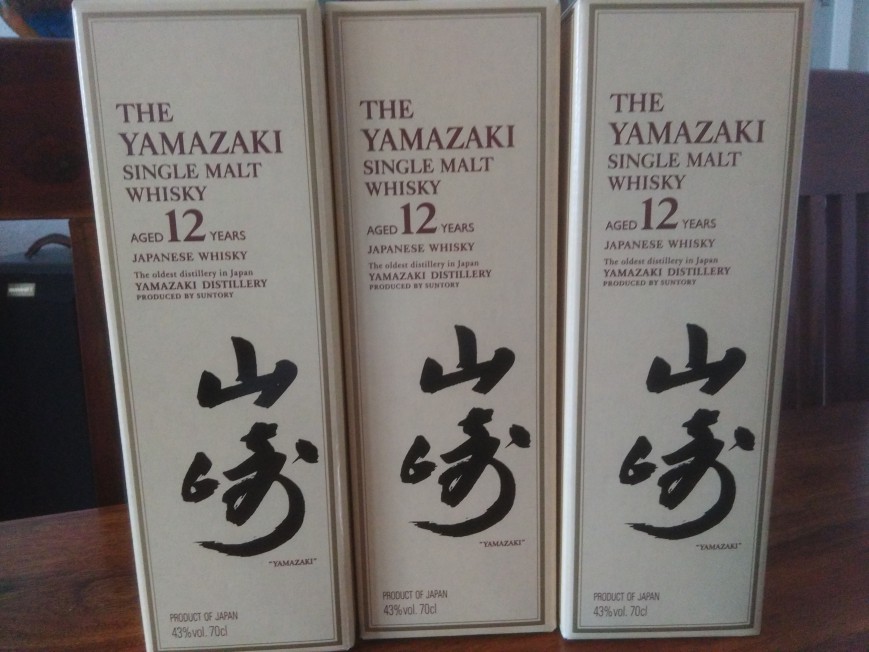 THE
YAMAZAKI
SINGLE MALT
WHISKY
AGED 12 YEARS
JAPANESE WHISKY
The oldest distillery in Japan
YAMAZAKI DISTILLERY
PRODUCED BY SUNTORY
山
崎
"YAMAZAKI"
PRODUCT OF JAPAN
43%vol. 70cl
THE
YAMAZAKI
SINGLE MALT
WHISKY
AGED 12 YEARS
JAPANESE WHISKY
The oldest distillery in Japan
YAMAZAKI DISTILLERY
PRODUCED BY SUNTORY
山
崎
"YAMAZAKI"
PRODUCT OF JAPAN
43%vol. 70cl
THE
YAMAZAKI
SINGLE MALT
WHISKY
AGED 12 YEARS
JAPANESE WHISKY
The oldest distillery in Japan
YAMAZAKI DISTILLERY
PRODUCED BY SUNTORY
山
崎
"YAMAZAKI"
PRODUCT OF JAPAN
43%vol. 70cl